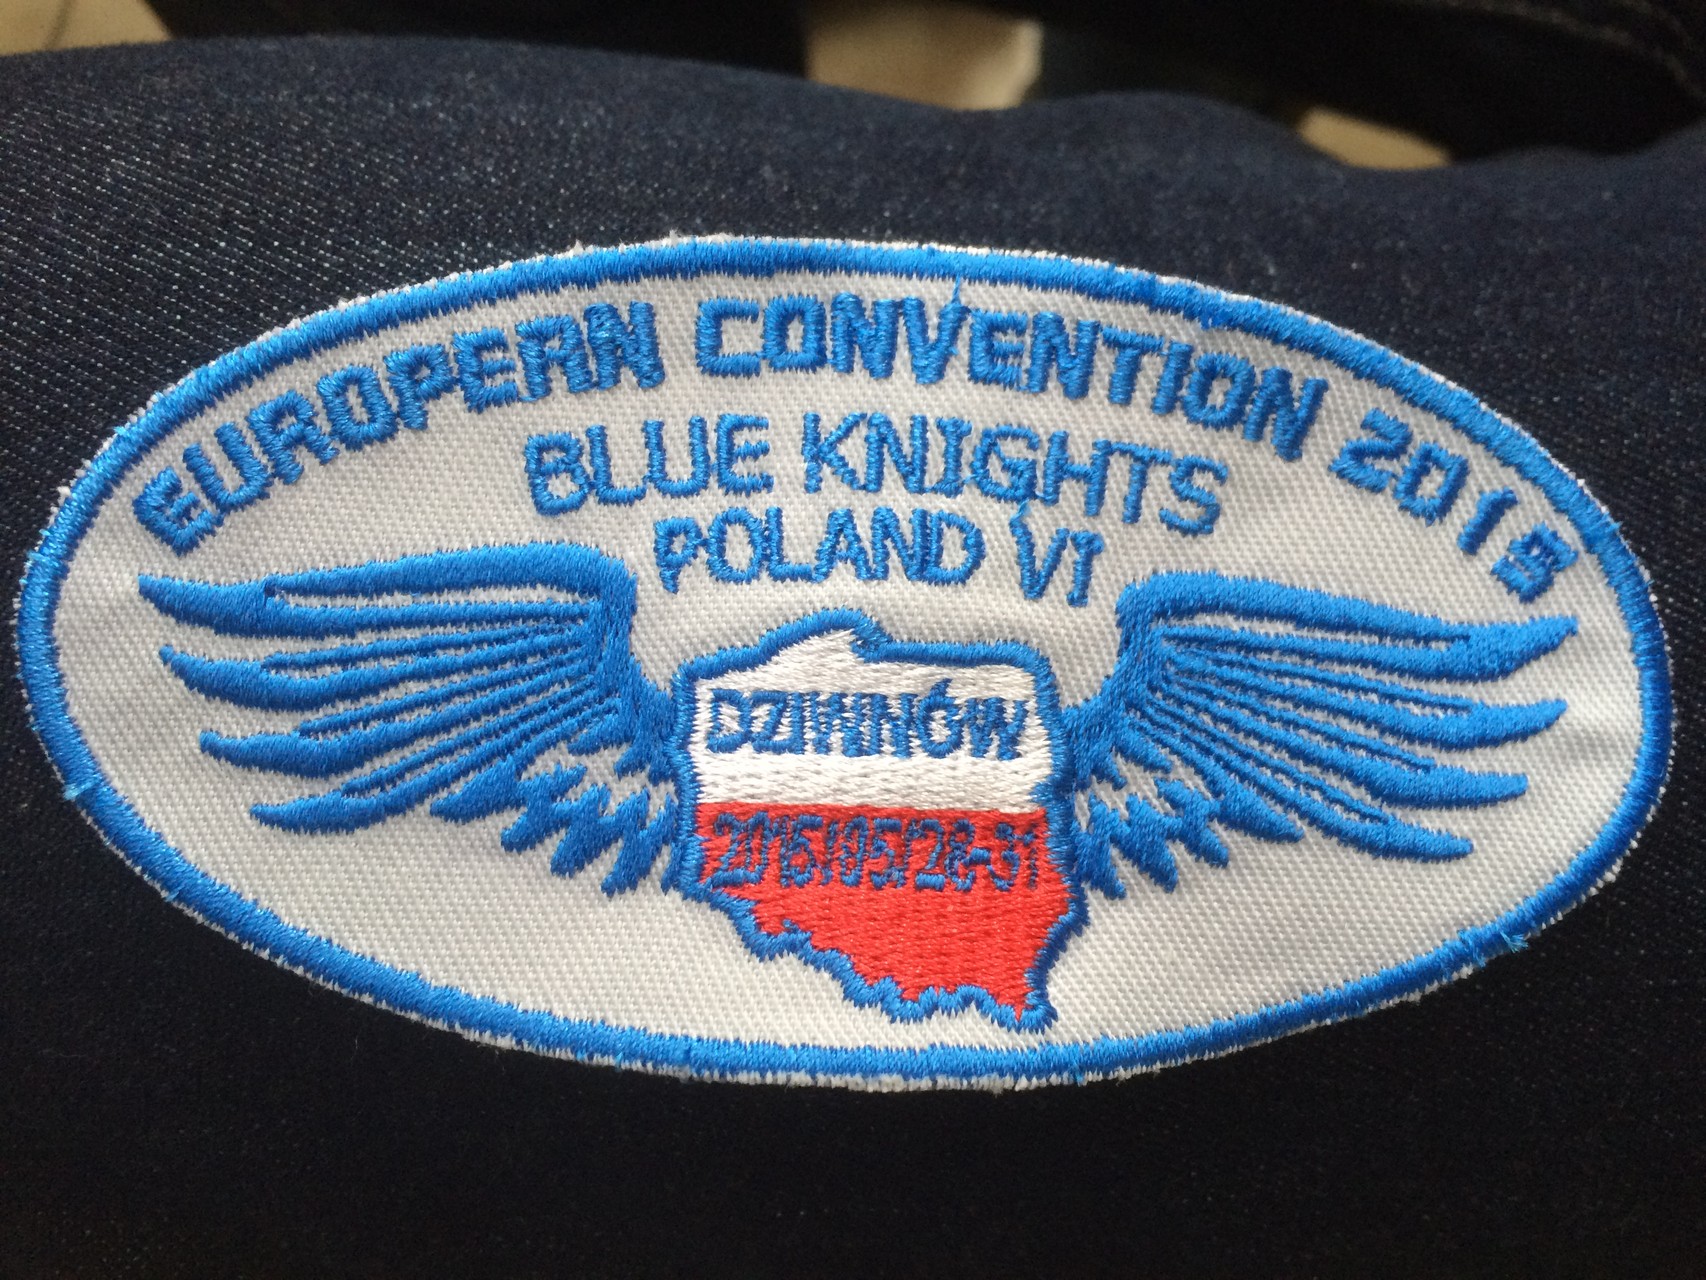 EUROPEAN CONVENTION 2015
BLUE KNIGHTS
POLAND VI
DZIWNÓW
2015/05/28-31